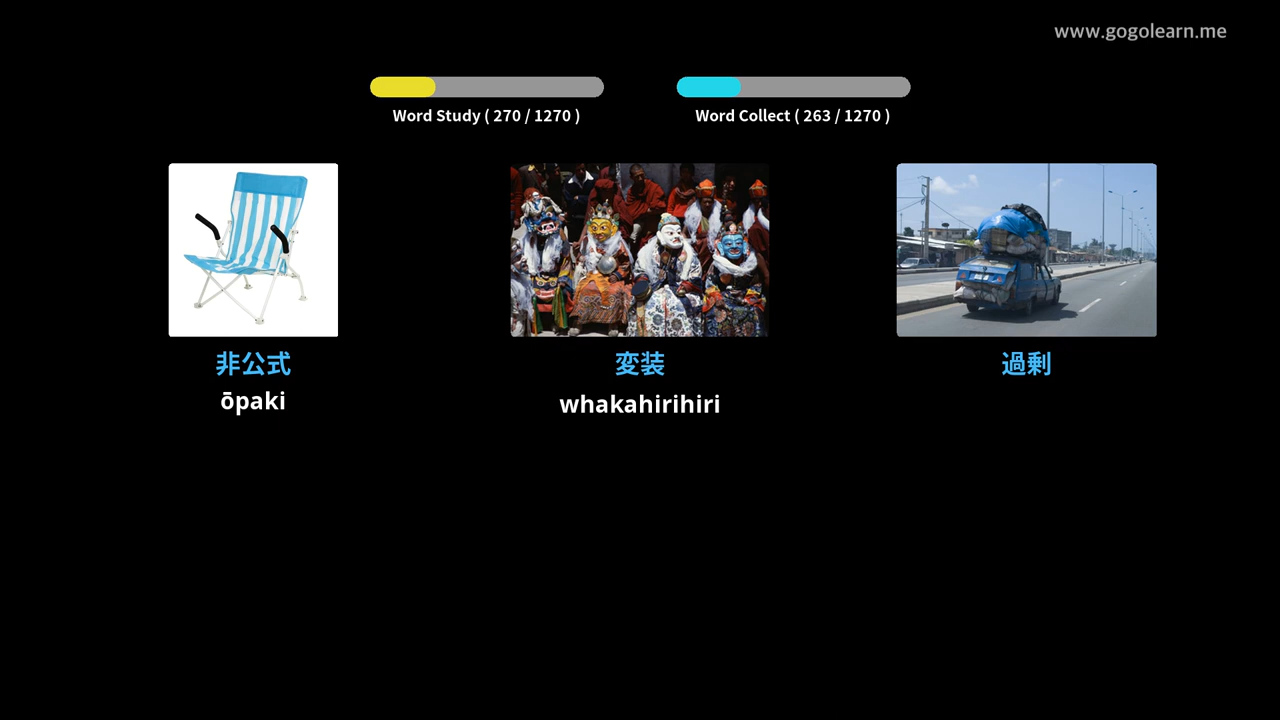 www.gogolearn.me
Word Study ( 270 / 1270 )
Word Collect ( 263 / 1270 )
非公式
変装
過剰
ōpaki
whakahirihiri